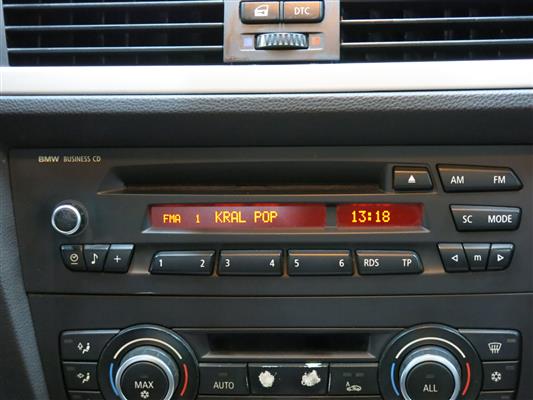 DTC
BMW BUSINESS CD
AM FM
FMA 1 KRAL POP 13:18
SC MODE
1 2 3 4 5 6 RDS TP
m
MAX AUTO ALL